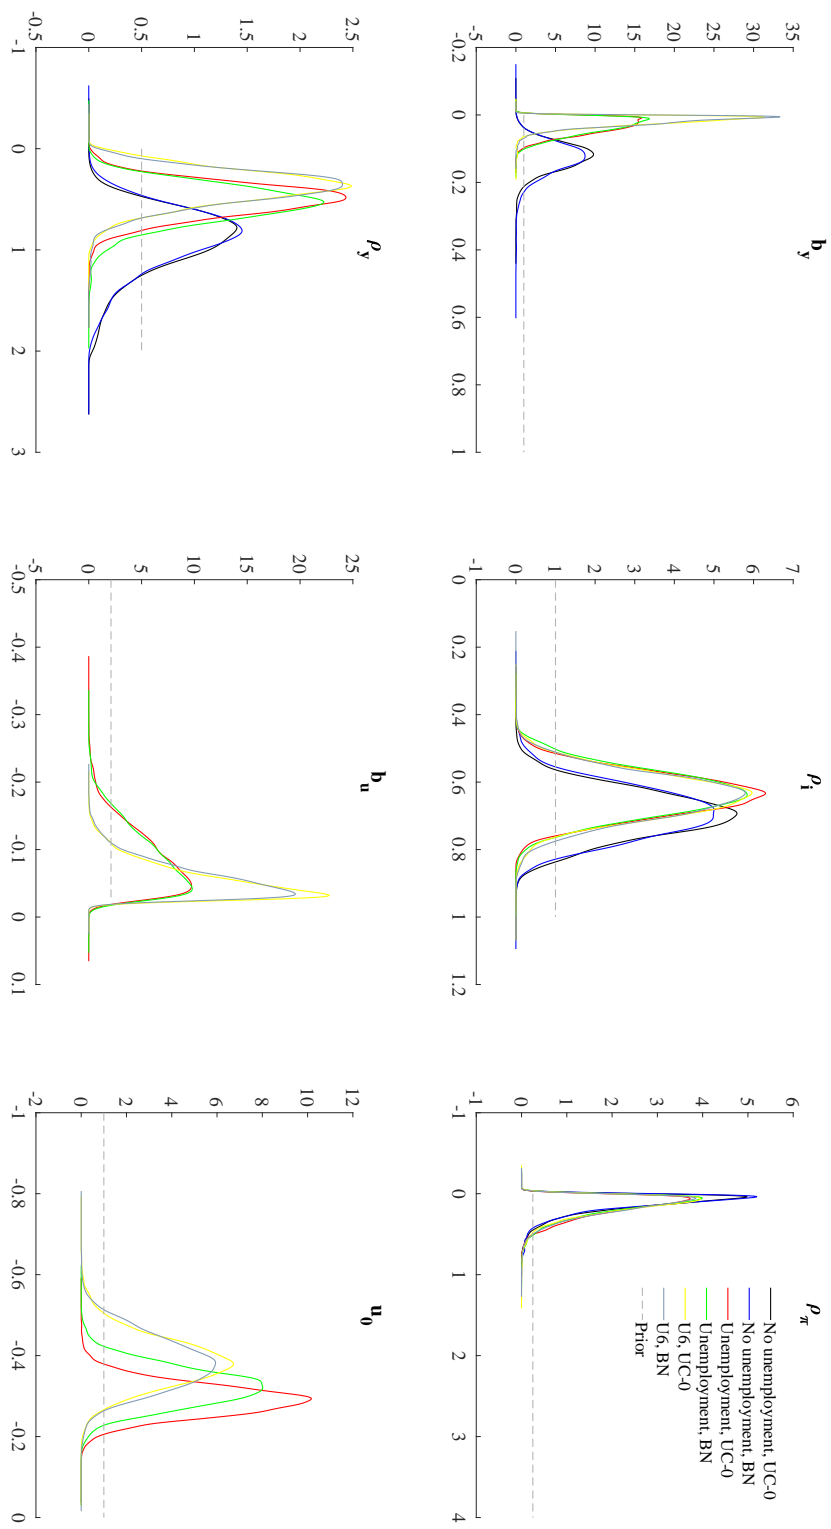 b_y
35
30
25
20
15
10
5
0
-5
-0.2 0 0.2 0.4 0.6 0.8 1
ρ_i
7
6
5
4
3
2
1
0
-1
0 0.2 0.4 0.6 0.8 1 1.2
ρ_π
6
5
4
3
2
1
0
-1
-1 0 1 2 3 4
No unemployment, UC-0
No unemployment, BN
Unemployment, UC-0
Unemployment, BN
U6, UC-0
U6, BN
Prior
ρ_y
2.5
2
1.5
1
0.5
0
-0.5
-1 0 1 2 3
b_u
25
20
15
10
5
0
-5
-0.5 -0.4 -0.3 -0.2 -0.1 0 0.1
u_0
12
10
8
6
4
2
0
-2
-1 -0.8 -0.6 -0.4 -0.2 0